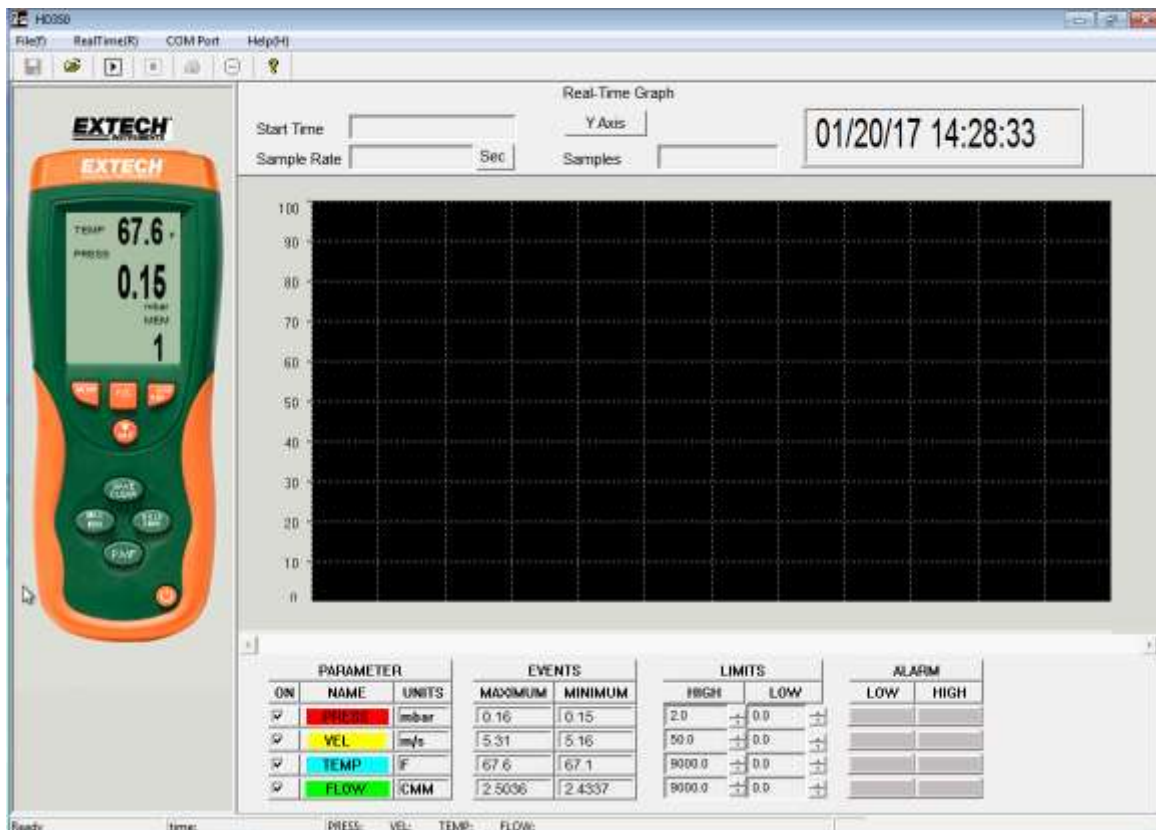 HD350
File(f) RealTime(R) COM Port Help(H)
Real-Time Graph
EXTECH
INSTRUMENTS
Start Time Y Axis 01/20/17 14:28:33
Sample Rate Sec Samples
EXTECH
TEMP 67.6 F
PRESS
0.15
mbar
MEM
1
100
90
80
70
60
50
40
30
20
10
0
PARAMETER EVENTS LIMITS ALARM
ON NAME UNITS MAXIMUM MINIMUM HIGH LOW LOW HIGH
PRESS mbar 0.16 0.15 2.0 0.0
VEL m/s 5.31 5.16 50.0 0.0
TEMP F 67.6 67.1 9000.0 0.0
FLOW CMM 2.5036 2.4337 9000.0 0.0
Ready time: PRESS: VEL: TEMP: FLOW: